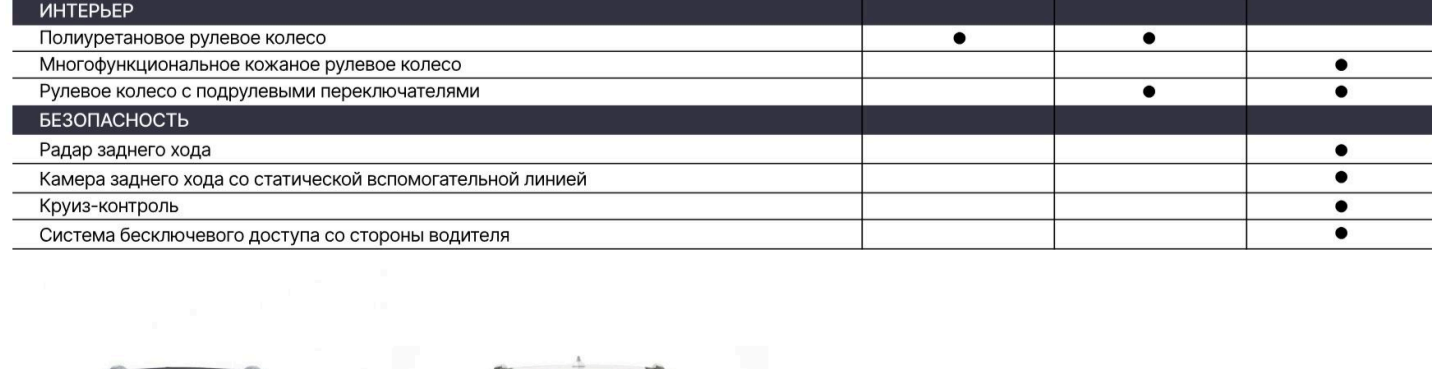 ИНТЕРЬЕР
Полиуретановое рулевое колесо ● ●
Многофункциональное кожаное рулевое колесо ●
Рулевое колесо с подрулевыми переключателями ● ●
БЕЗОПАСНОСТЬ
Радар заднего хода ●
Камера заднего хода со статической вспомогательной линией ●
Круиз-контроль ●
Система бесключевого доступа со стороны водителя ●